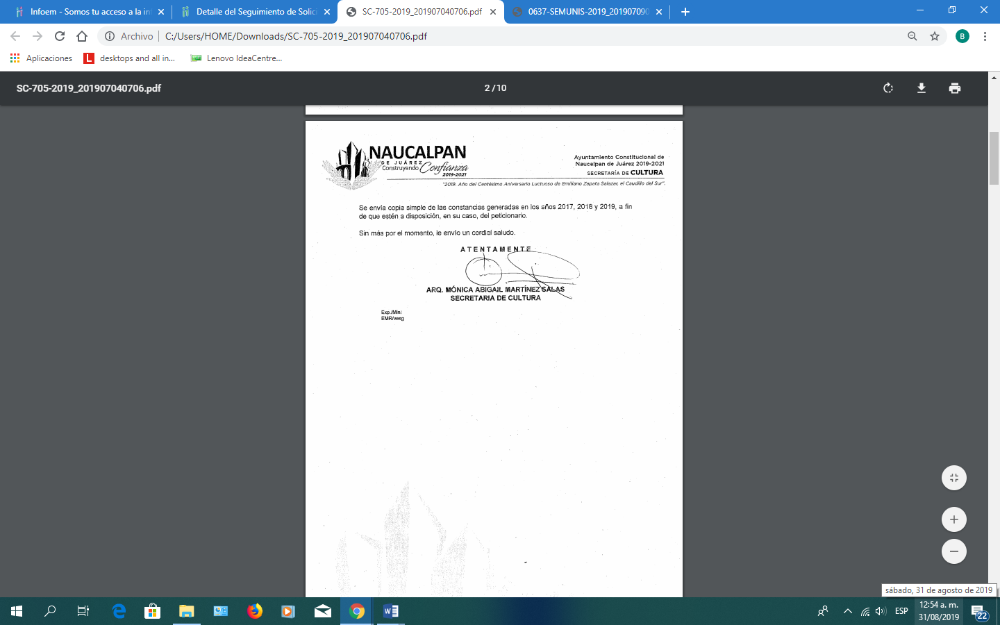 Infoem - Somos tu acceso a la in
Detalle del Seguimiento de Solici
SC-705-2019_201907040706.pdf
0637-SEMUNIS-2019_201907090
Archivo
C:/Users/HOME/Downloads/SC-705-2019_201907040706.pdf
B
Aplicaciones
L
desktops and all in...
Lenovo IdeaCentre...
SC-705-2019_201907040706.pdf
2 / 10
NAUCALPAN
DE JUÁREZ
Construyendo Confianza
2019-2021
Ayuntamiento Constitucional de
Naucalpan de Juárez 2019-2021
SECRETARÍA DE CULTURA
"2019. Año del Centésimo Aniversario Luctuoso de Emiliano Zapata Salazar, el Caudillo del Sur".
Se envía copia simple de las constancias generadas en los años 2017, 2018 y 2019, a fin
de que estén a disposición, en su caso, del peticionario.
Sin más por el momento, le envío un cordial saludo.
ATENTAMENTE
ARQ. MÓNICA ABIGAIL MARTÍNEZ SALAS
SECRETARIA DE CULTURA
Exp./Min/
EMR/vesg
sábado, 31 de agosto de 2019
ESP
12:54 a. m.
31/08/2019
22